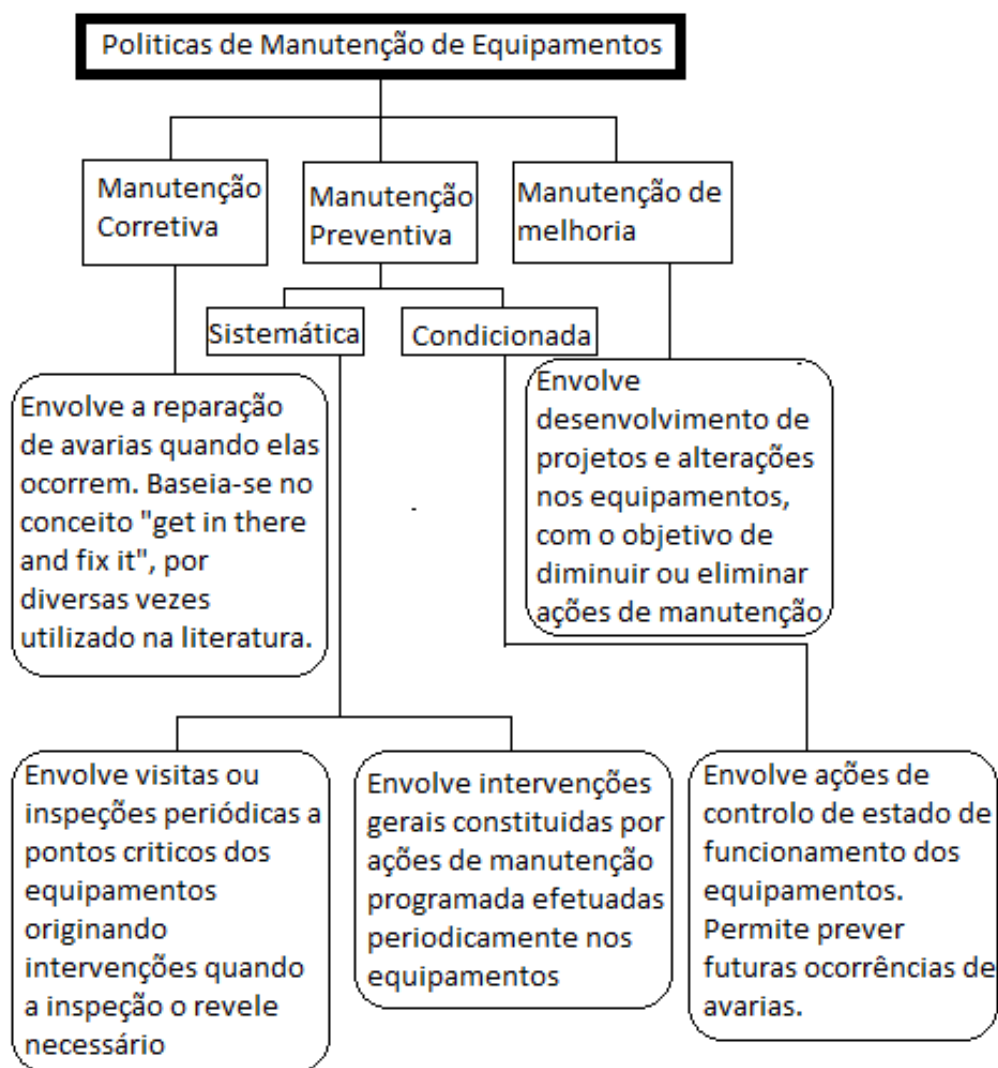 Politicas de Manutenção de Equipamentos
Manutenção
Corretiva
Manutenção
Preventiva
Manutenção de
melhoria
Sistemática
Condicionada
Envolve a reparação
de avarias quando elas
ocorrem. Baseia-se no
conceito "get in there
and fix it", por
diversas vezes
utilizado na literatura.
Envolve
desenvolvimento de
projetos e alterações
nos equipamentos,
com o objetivo de
diminuir ou eliminar
ações de manutenção
Envolve visitas ou
inspeções periódicas a
pontos criticos dos
equipamentos
originando
intervenções quando
a inspeção o revele
necessário
Envolve intervenções
gerais constituidas por
ações de manutenção
programada efetuadas
periodicamente nos
equipamentos
Envolve ações de
controlo de estado de
funcionamento dos
equipamentos.
Permite prever
futuras ocorrências de
avarias.